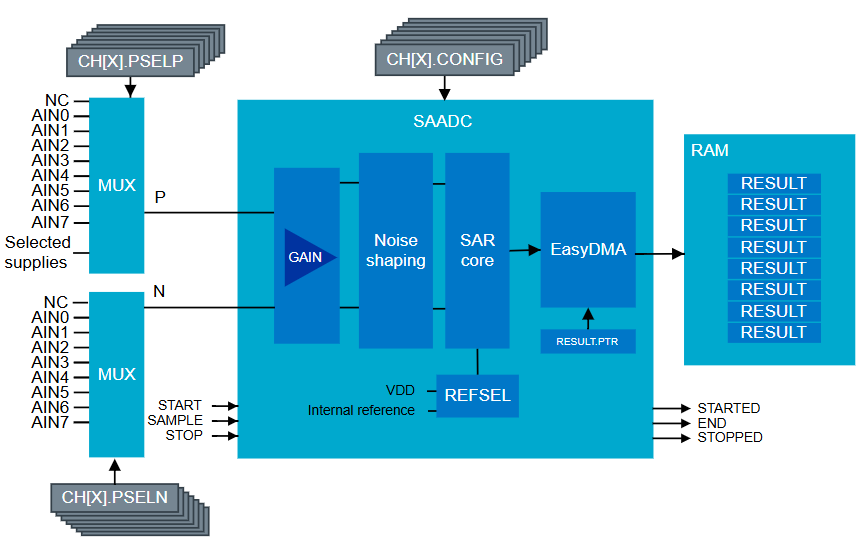 CH[X].PSELP
CH[X].CONFIG
NC
AIN0
AIN1
AIN2
AIN3
AIN4
AIN5
AIN6
AIN7
Selected
supplies
MUX
P
SAADC
GAIN
Noise
shaping
SAR
core
EasyDMA
RESULT.PTR
RAM
RESULT
RESULT
RESULT
RESULT
RESULT
RESULT
RESULT
RESULT
N
NC
AIN0
AIN1
AIN2
AIN3
AIN4
AIN5
AIN6
AIN7
MUX
VDD
Internal reference
REFSEL
START
SAMPLE
STOP
STARTED
END
STOPPED
CH[X].PSELN